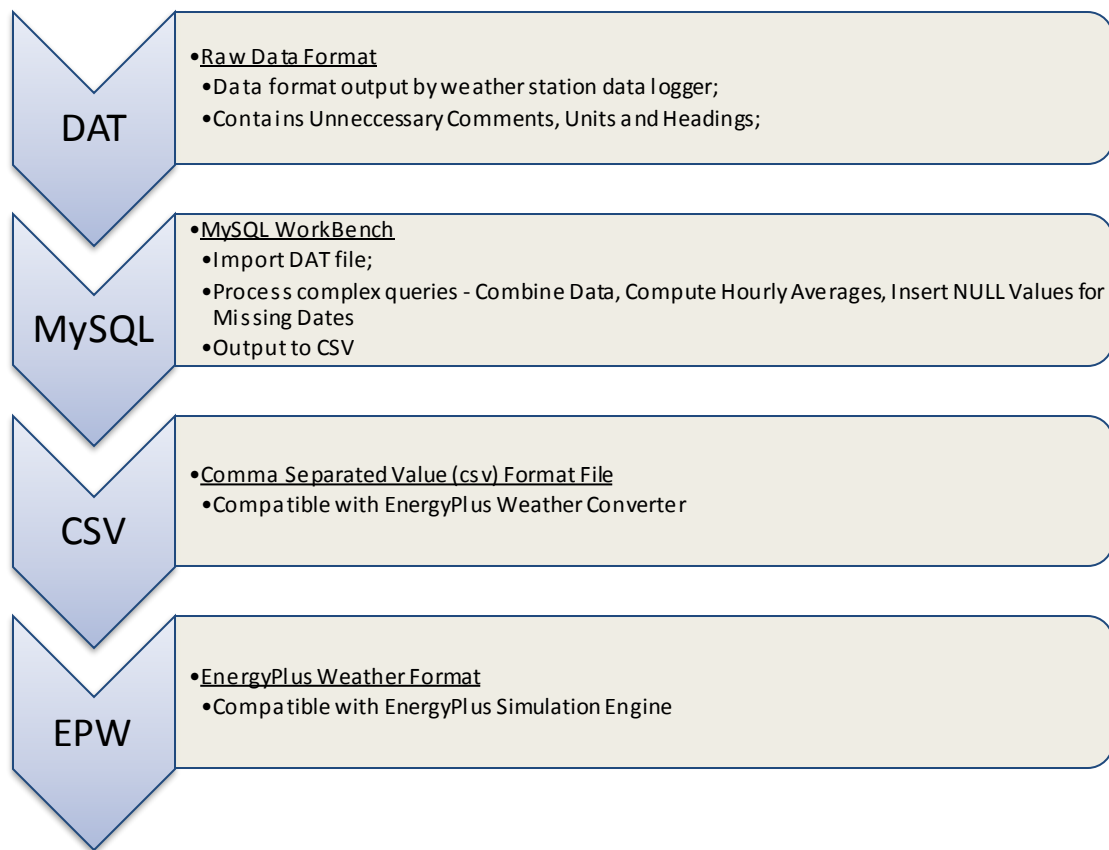 DAT
•Raw Data Format
•Data format output by weather station data logger;
•Contains Unneccessary Comments, Units and Headings;
MySQL
•MySQL WorkBench
•Import DAT file;
•Process complex queries - Combine Data, Compute Hourly Averages, Insert NULL Values for
Missing Dates
•Output to CSV
CSV
•Comma Separated Value (csv) Format File
•Compatible with EnergyPlus Weather Converter
EPW
•EnergyPlus Weather Format
•Compatible with EnergyPlus Simulation Engine